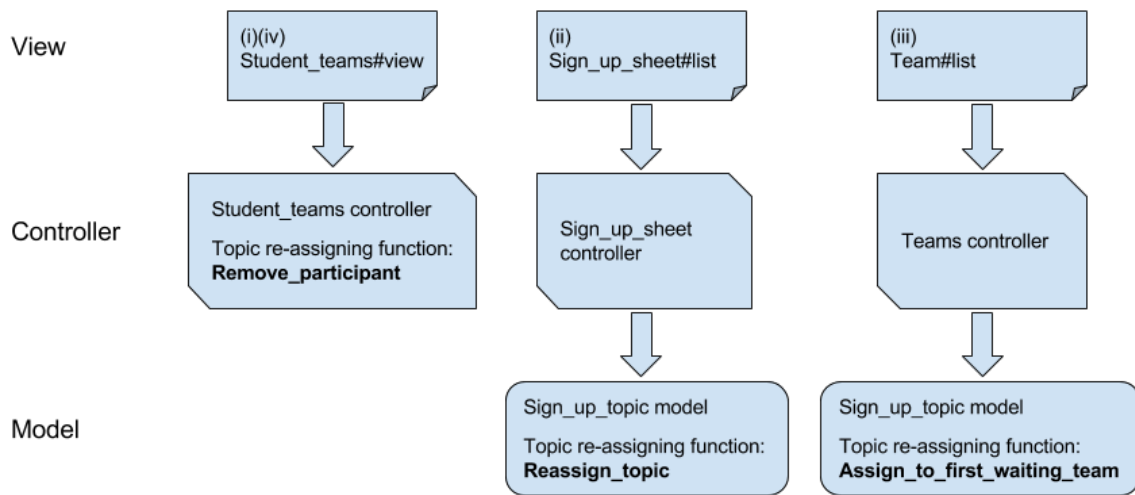 View
(i)(iv)
Student_teams#view
(ii)
Sign_up_sheet#list
(iii)
Team#list
Controller
Student_teams controller
Topic re-assigning function:
Remove_participant
Sign_up_sheet
controller
Teams controller
Model
Sign_up_topic model
Topic re-assigning function:
Reassign_topic
Sign_up_topic model
Topic re-assigning function:
Assign_to_first_waiting_team